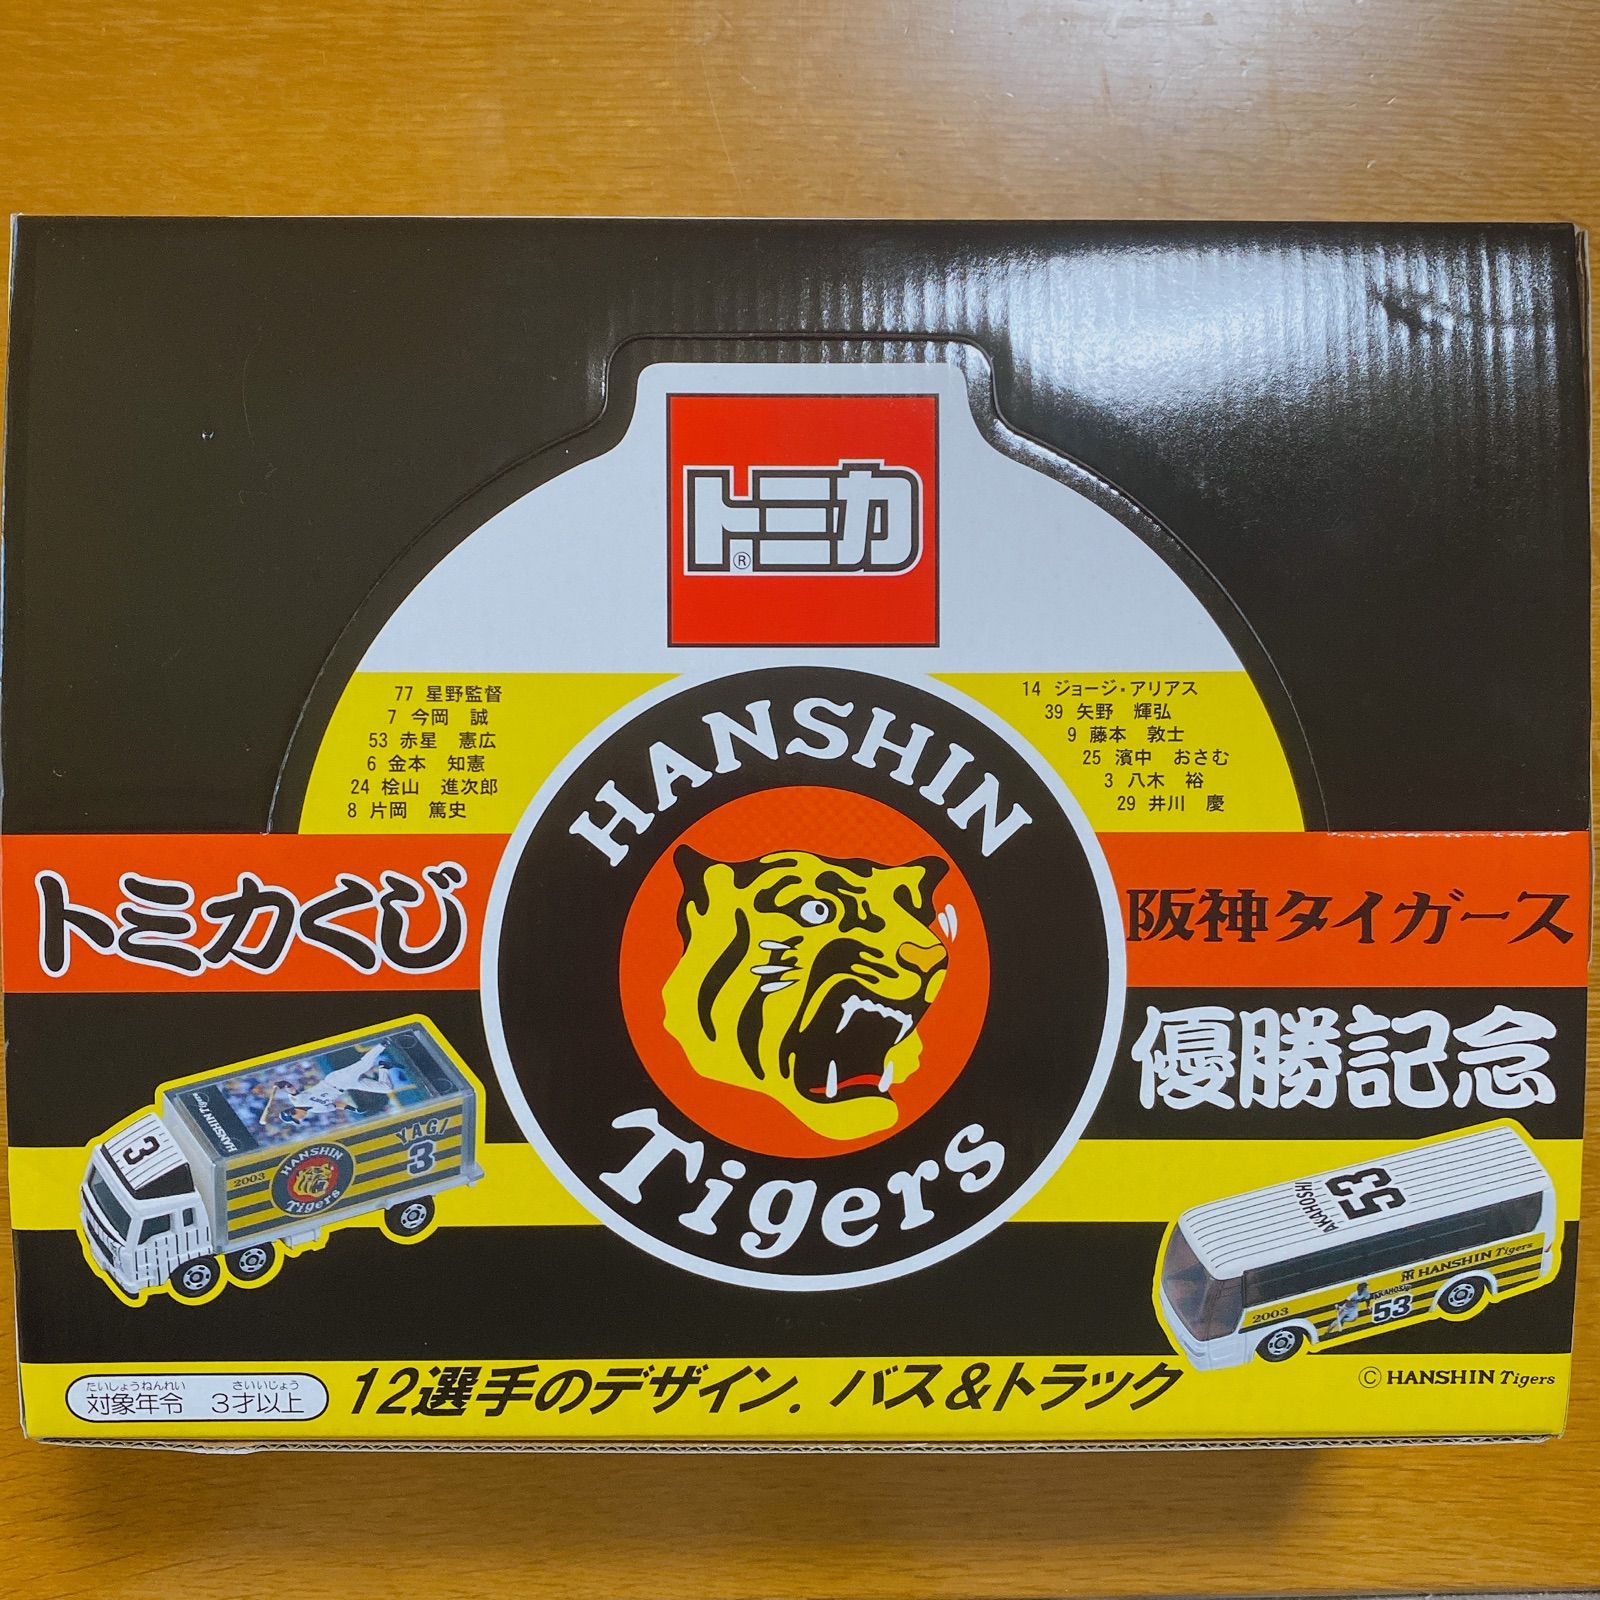 トミカ®
77 星野監督
7 今岡 誠
53 赤星 憲広
6 金本 知憲
24 桧山 進次郎
8 片岡 篤史
14 ジョージ・アリアス
39 矢野 輝弘
9 藤本 敦士
25 濱中 おさむ
3 八木 裕
29 井川 慶
HANSHIN
Tigers
トミカくじ
阪神タイガース
優勝記念
3
HANSHIN Tigers
2003
HANSHIN
Tigers
YAGI
3
AKAHOSHI
53
2003
AKAHOSHI
53
HANSHIN Tigers
たいしょうねんれい さいいじょう
対象年令 3才以上
12選手のデザイン.バス&トラック
© HANSHIN Tigers